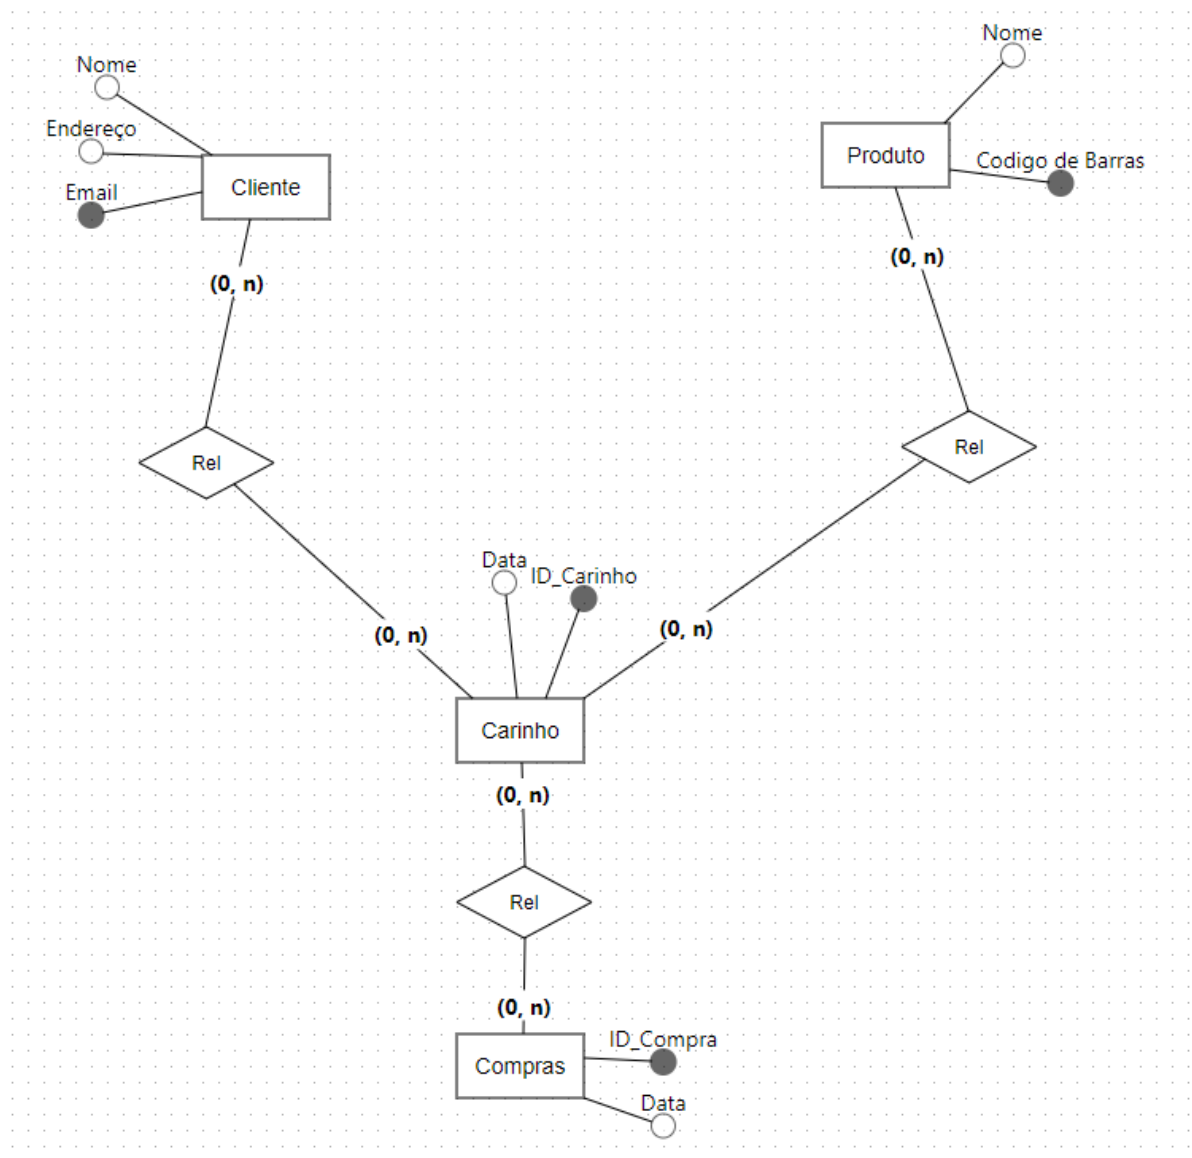 Nome
Nome
Endereço
Produto
Codigo de Barras
Email
Cliente
(0, n)
(0, n)
Rel
Rel
Data
ID_Carinho
(0, n)
(0, n)
Carinho
(0, n)
Rel
(0, n)
ID_Compra
Compras
Data